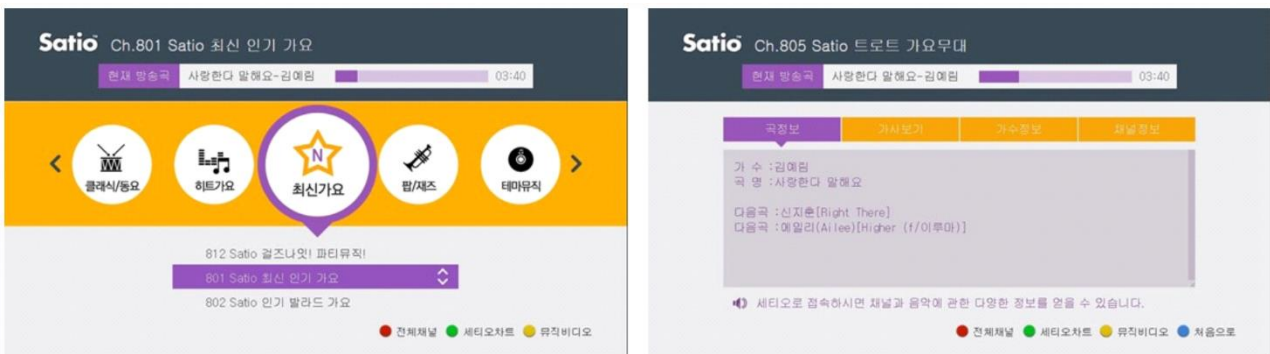 Satio Ch.801 Satio 최신 인기 가요
현재 방송곡 사랑한다 말해요-김예림 03:40
클래식/동요
히트가요
N
최신가요
팝/재즈
테마뮤직
812 Satio 걸즈나잇! 파티뮤직!
801 Satio 최신 인기 가요
802 Satio 인기 발라드 가요
전체채널 세티오차트 뮤직비디오
Satio Ch.805 Satio 트로트 가요무대
현재 방송곡 사랑한다 말해요-김예림 03:40
곡정보 가사보기 가수정보 채널정보
가 수 :김예림
곡 명 :사랑한다 말해요
다음곡 :신지훈[Right There]
다음곡 :에일리(Ailee)[Higher (f/이루마)]
세티오로 접속하시면 채널과 음악에 관한 다명한 정보를 얻을 수 있습니다.
전체채널 세티오차트 뮤직비디오 처음으로